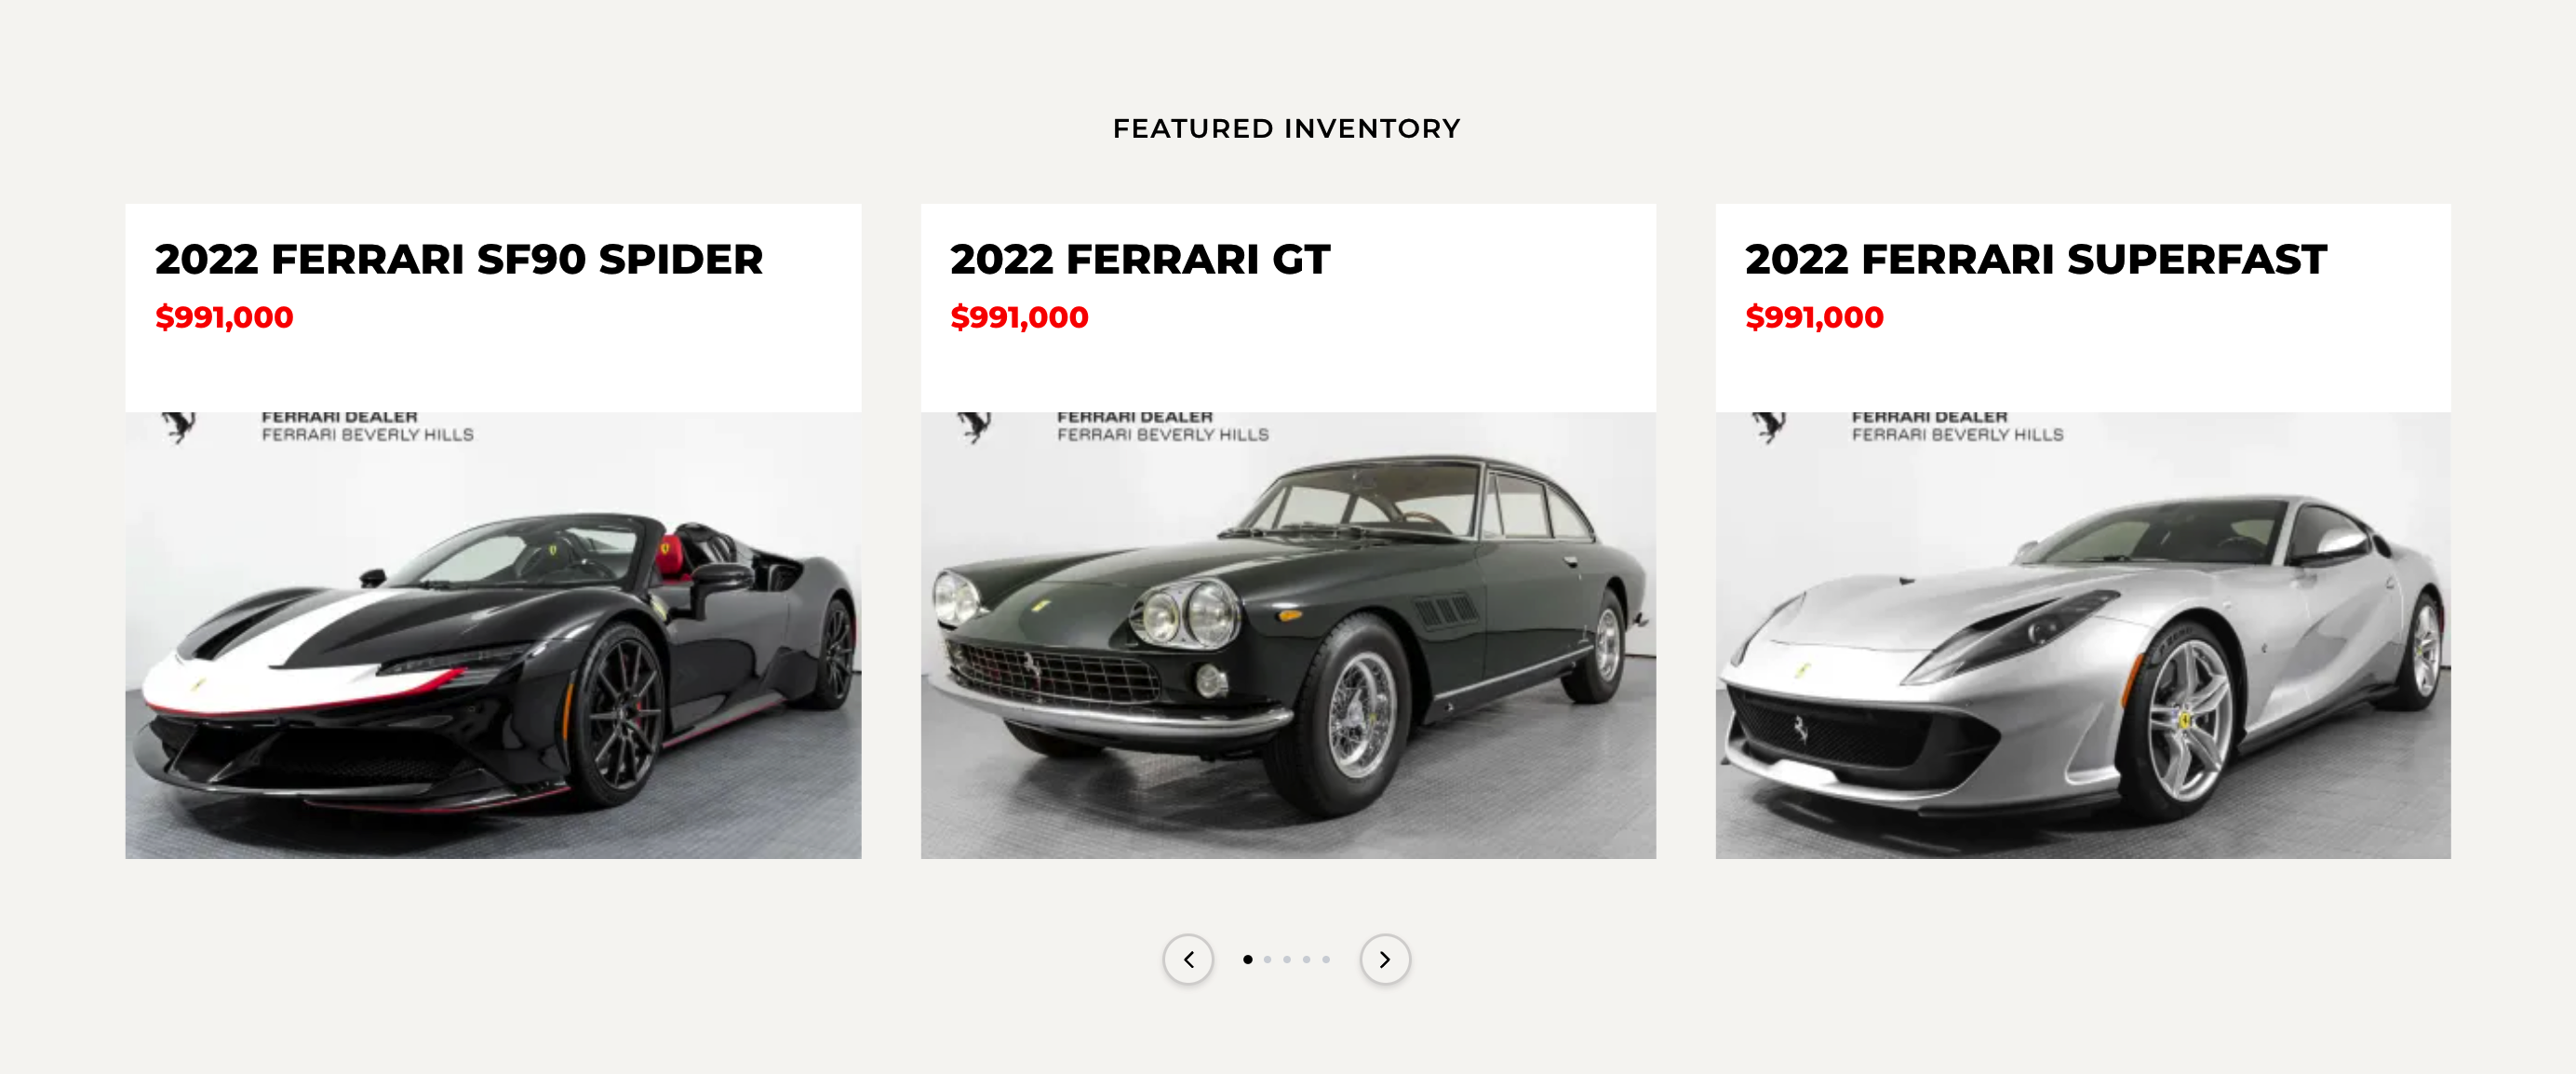 FEATURED INVENTORY
2022 FERRARI SF90 SPIDER
$991,000
FERRARI DEALER
FERRARI BEVERLY HILLS
2022 FERRARI GT
$991,000
FERRARI DEALER
FERRARI BEVERLY HILLS
2022 FERRARI SUPERFAST
$991,000
FERRARI DEALER
FERRARI BEVERLY HILLS